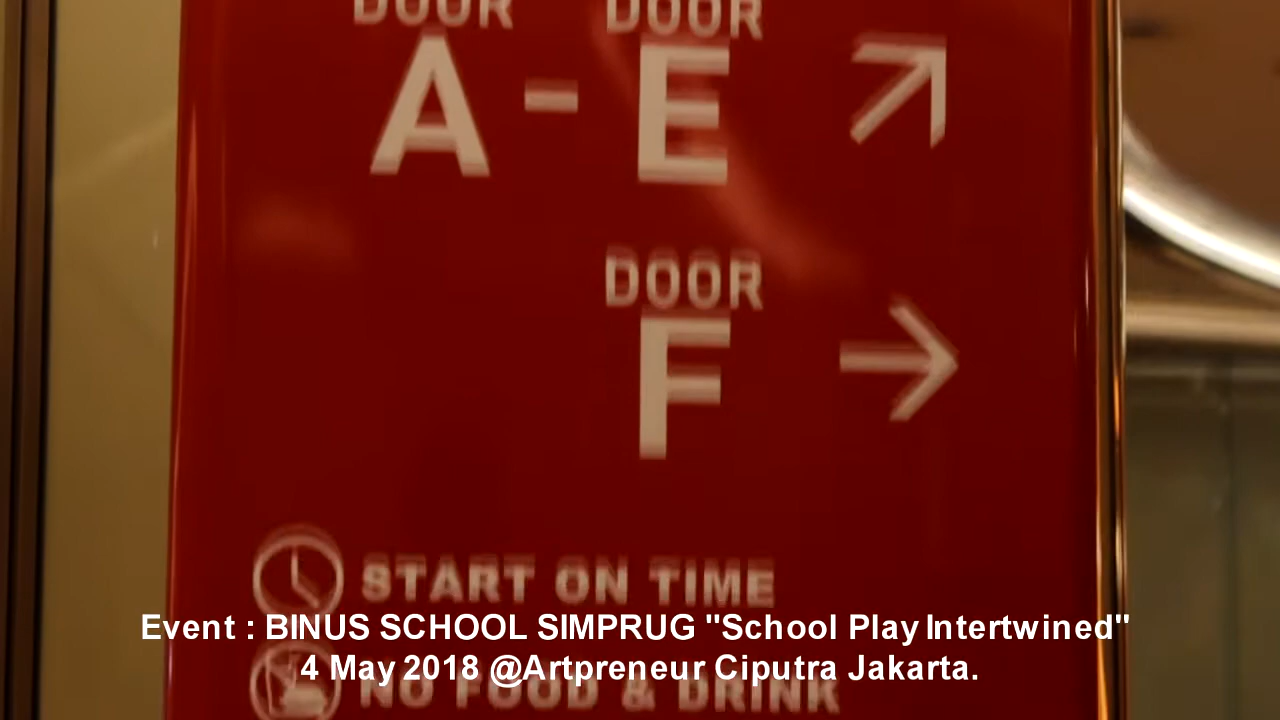 DOOR DOOR
A - E
DOOR
F
START ON TIME
Event : BINUS SCHOOL SIMPRUG "School Play Intertwined"
4 May 2018 @Artpreneur Ciputra Jakarta.
NO FOOD & DRINK